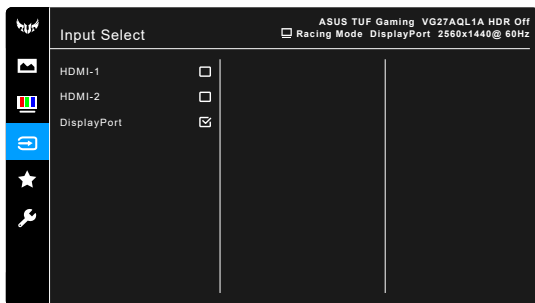 ASUS TUF Gaming VG27AQL1A HDR Off
Input Select
Racing Mode DisplayPort 2560x1440@ 60Hz
HDMI-1
HDMI-2
DisplayPort